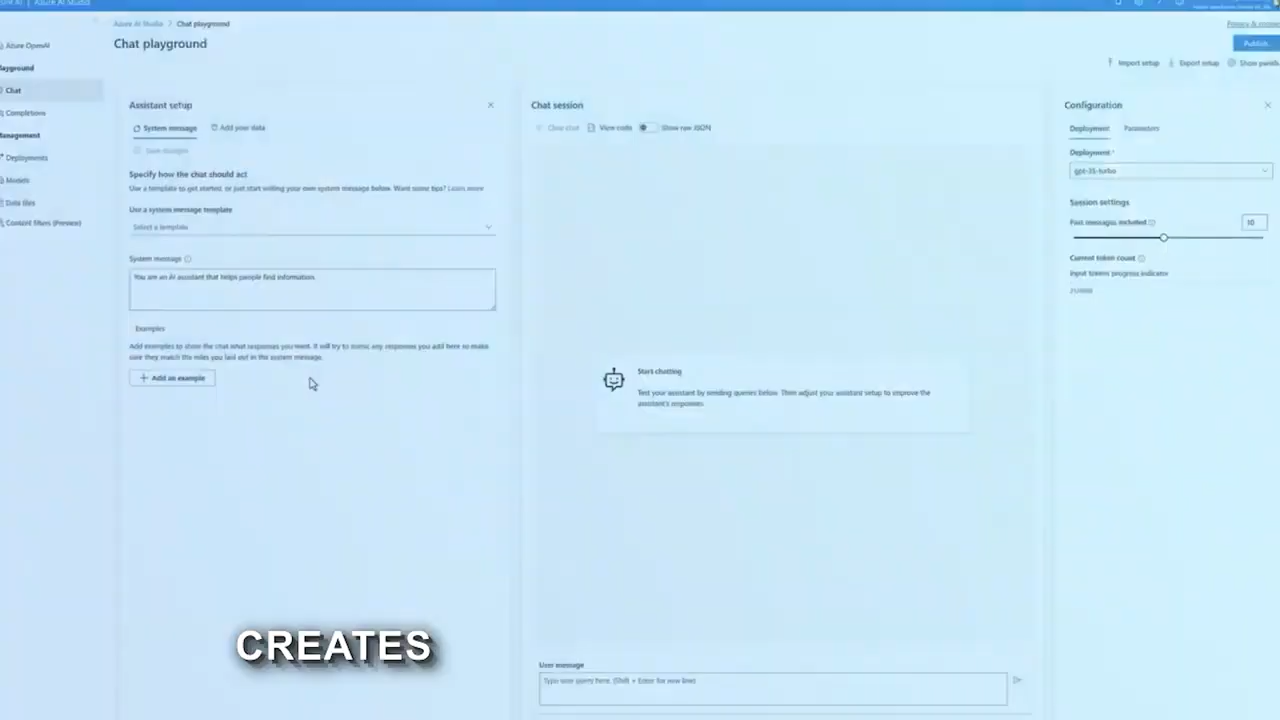 Azure AI Studio
Azure AI Studio > Chat playground
Privacy &
Chat playground
Azure OpenAI
Publish
Import setup
Export setup
Show panels
Playground
Chat
Completions
Management
Deployments
Models
Data files
Content filters (Preview)
Assistant setup
System message
Add your data
Save changes
Specify how the chat should act
Use a template to get started, or just start writing your own system message below. Want some tips? Learn more
Use a system message template
Select a template
System message
You are an AI assistant that helps people find information.
Examples
Add examples to show the chat what responses you want. It will try to mimic any responses you add here so make
sure they match the rules you laid out in the system message.
Add an example
Chat session
Clear chat
View code
Show raw JSON
Start chatting
Test your assistant by sending queries below. Then adjust your assistant setup to improve the
assistant's responses.
User message
Type user query here. (Shift + Enter for new line)
Configuration
Deployment
Parameters
Deployment *
gpt-35-turbo
Session settings
Past messages included
10
Current token count
Input tokens progress indicator
CREATES